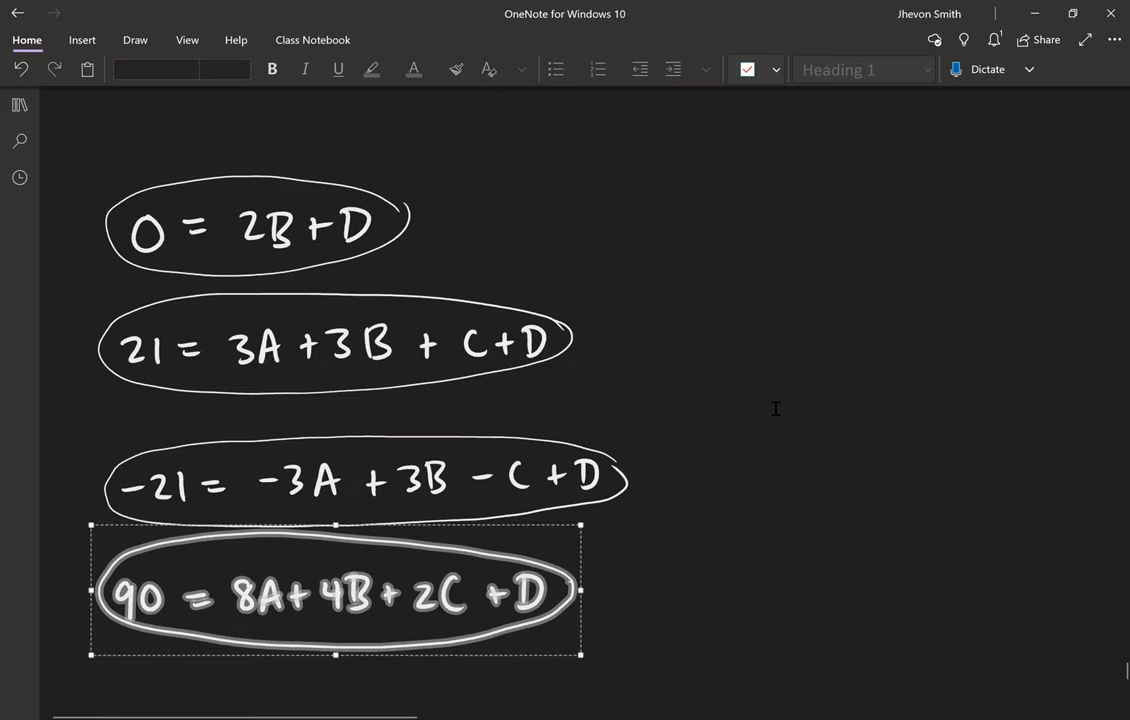 OneNote for Windows 10
Jhevon Smith
Home Insert Draw View Help Class Notebook
Share
B I U A A Heading 1 Dictate
0 = 2B + D
21 = 3A + 3B + C + D
-21 = -3A + 3B - C + D
90 = 8A + 4B + 2C + D